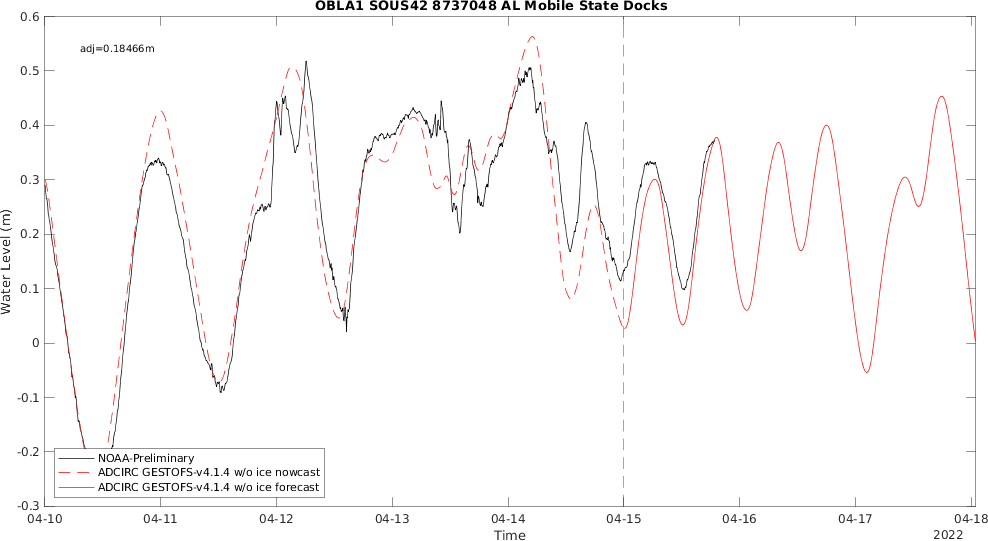 OBLA1 SOUS42 8737048 AL Mobile State Docks
adj=0.18466m
0.6
0.5
0.4
0.3
0.2
0.1
0
-0.1
-0.2
-0.3
Water Level (m)
NOAA-Preliminary
ADCIRC GESTOFS-v4.1.4 w/o ice nowcast
ADCIRC GESTOFS-v4.1.4 w/o ice forecast
04-10 04-11 04-12 04-13 04-14 04-15 04-16 04-17 04-18
Time
2022